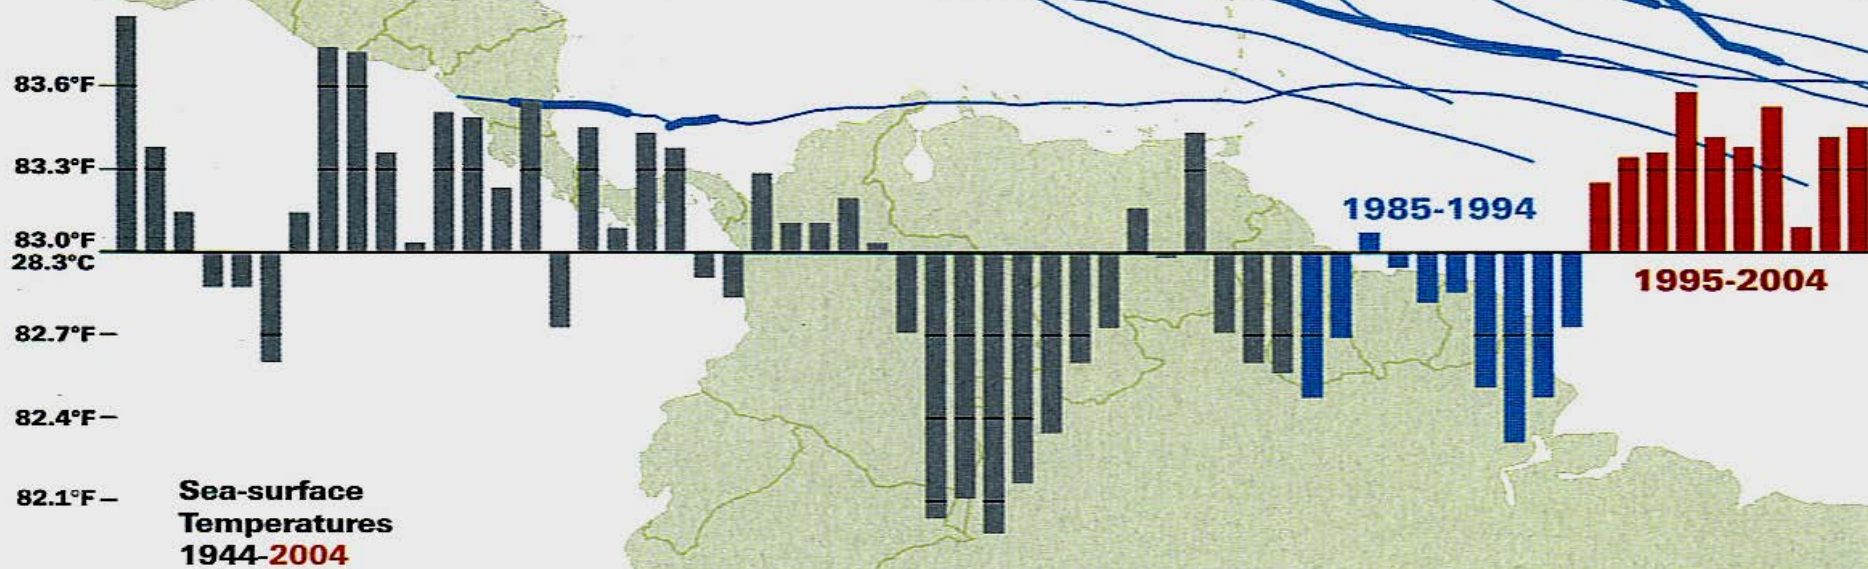 83.6°F
83.3°F
83.0°F
28.3°C
82.7°F
82.4°F
82.1°F
1985-1994
1995-2004
Sea-surface
Temperatures
1944-2004